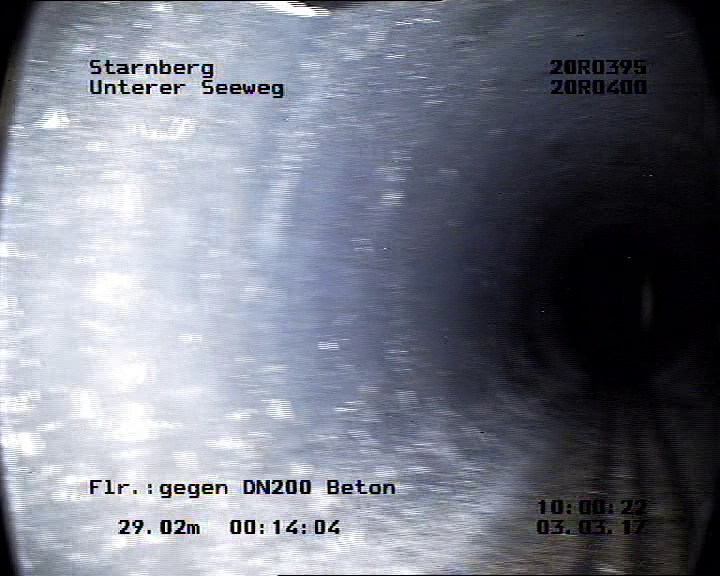 Starnberg
20R0395
Unterer Seeweg
20R0400
Flr.:gegen DN200 Beton
10:00:22
29.02m 00:14:04
03.03.17